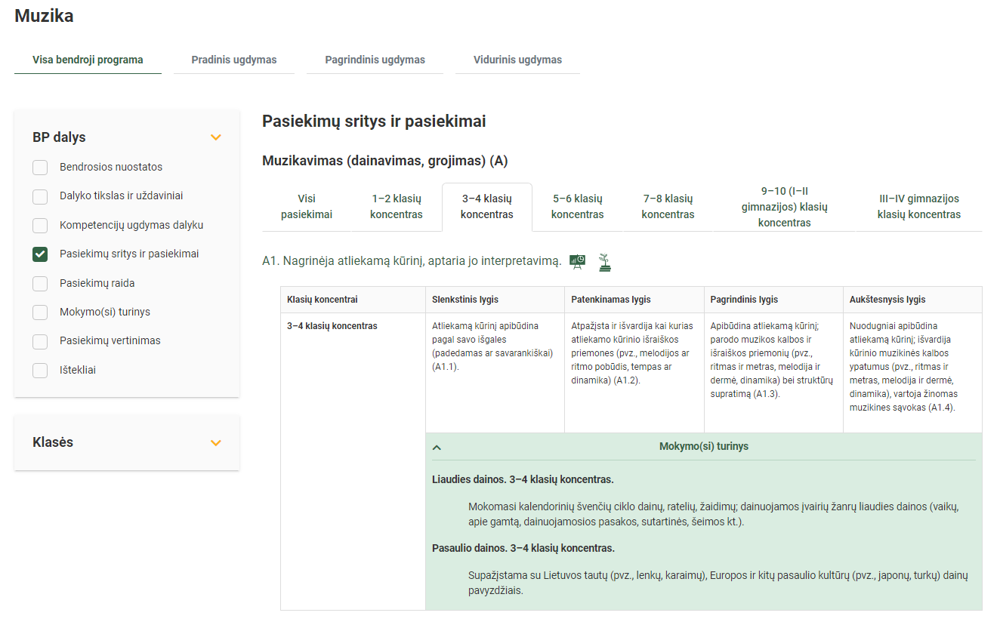 Muzika
Visa bendroji programa
Pradinis ugdymas
Pagrindinis ugdymas
Vidurinis ugdymas
BP dalys
Bendrosios nuostatos
Dalyko tikslas ir uždaviniai
Kompetencijų ugdymas dalyku
Pasiekimų sritys ir pasiekimai
Pasiekimų raida
Mokymo(si) turinys
Pasiekimų vertinimas
Ištekliai
Klasės
Pasiekimų sritys ir pasiekimai
Muzikavimas (dainavimas, grojimas) (A)
Visi
pasiekimai
1–2 klasių
koncentras
3–4 klasių
koncentras
5–6 klasių
koncentras
7–8 klasių
koncentras
9–10 (I–II
gimnazijos) klasių
koncentras
III–IV gimnazijos
klasių koncentras
A1. Nagrinėja atliekamą kūrinį, aptaria jo interpretavimą.
Klasių koncentrai
Slenkstinis lygis
Patenkinamas lygis
Pagrindinis lygis
Aukštesnysis lygis
3–4 klasių koncentras
Atliekamą kūrinį apibūdina
pagal savo išgales
(padedamas ar savarankiškai)
(A1.1).
Atpažįsta ir išvardija kai kurias
atliekamo kūrinio išraiškos
priemones (pvz., melodijos ar
ritmo pobūdis, tempas ar
dinamika) (A1.2).
Apibūdina atliekamą kūrinį;
parodo muzikos kalbos ir
išraiškos priemonių (pvz.,
ritmas ir metras, melodija ir
dermė, dinamika) bei struktūrų
supratimą (A1.3).
Nuodugniai apibūdina
atliekamą kūrinį; išvardija
kūrinio muzikinės kalbos
ypatumus (pvz., ritmas ir
metras, melodija ir dermė,
dinamika), vartoja žinomas
muzikines sąvokas (A1.4).
Mokymo(si) turinys
Liaudies dainos. 3–4 klasių koncentras.
Mokomasi kalendorinių švenčių ciklo dainų, ratelių, žaidimų; dainuojamos įvairių žanrų liaudies dainos (vaikų,
apie gamtą, dainuojamosios pasakos, sutartinės, šeimos kt.).
Pasaulio dainos. 3–4 klasių koncentras.
Supažįstama su Lietuvos tautų (pvz., lenkų, karaimų), Europos ir kitų pasaulio kultūrų (pvz., japonų, turkų) dainų
pavyzdžiais.